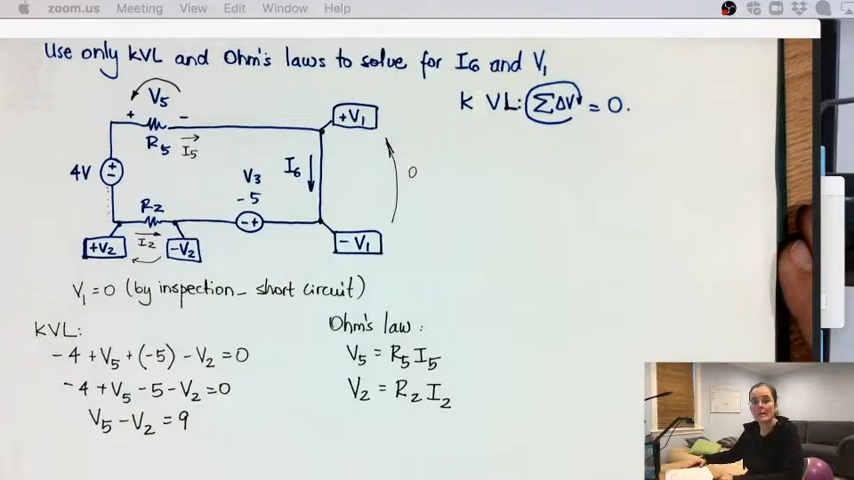 zoom.us Meeting View Edit Window Help
Use only KVL and Ohm's laws to solve for I6 and V1
KVL: ΣΔV = 0.
V5
+ -
R5 I5
+V1
4V + -
I6
0
V3
-5
R2
- +
+V2 I2 -V2
-V1
V1 = 0 (by inspection - short circuit)
KVL:
-4 + V5 + (-5) - V2 = 0
-4 + V5 - 5 - V2 = 0
V5 - V2 = 9
Ohm's law:
V5 = R5 I5
V2 = R2 I2